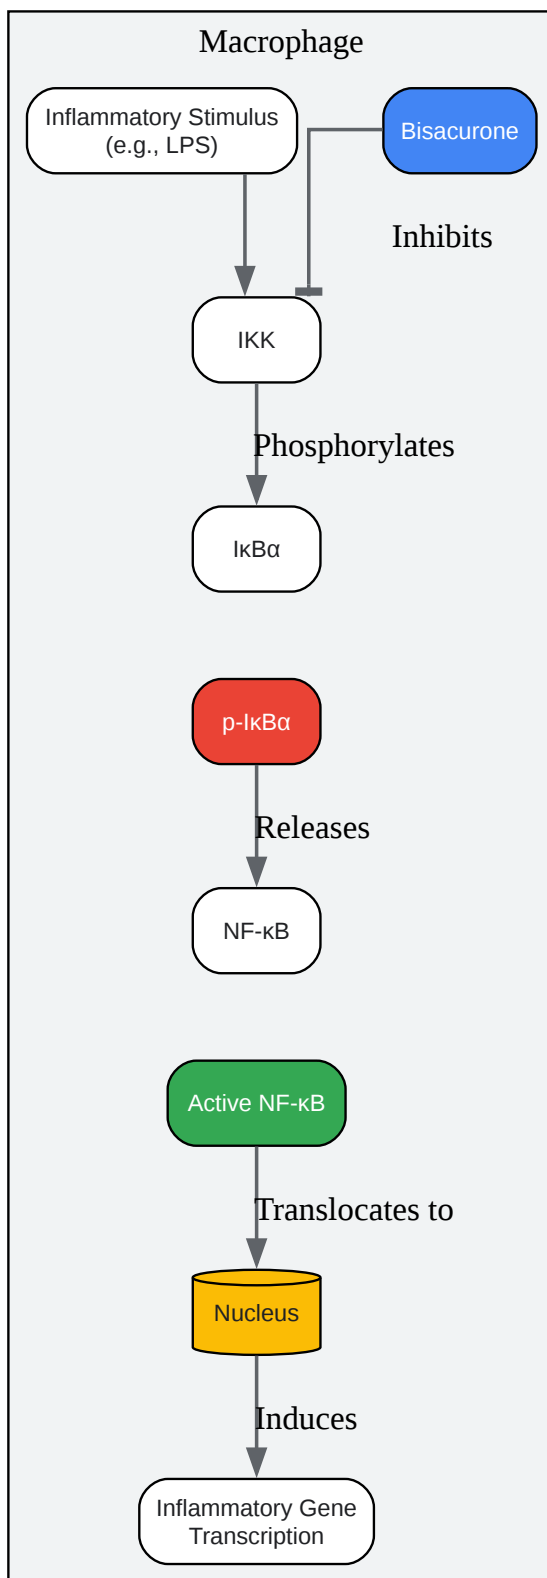 Macrophage
Inflammatory Stimulus
(e.g., LPS)
Bisacurone
Inhibits
IKK
Phosphorylates
IκBα
p-IκBα
Releases
NF-κB
Active NF-κB
Translocates to
Nucleus
Induces
Inflammatory Gene
Transcription